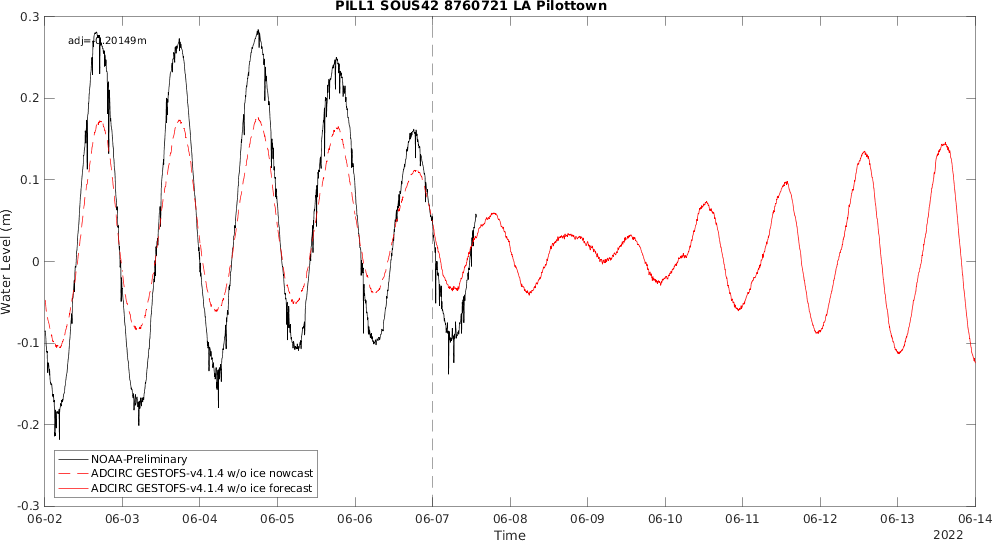 PILL1 SOUS42 8760721 LA Pilottown
adj=-0.20149m
0.3
0.2
0.1
0
-0.1
-0.2
-0.3
Water Level (m)
NOAA-Preliminary
ADCIRC GESTOFS-v4.1.4 w/o ice nowcast
ADCIRC GESTOFS-v4.1.4 w/o ice forecast
06-02 06-03 06-04 06-05 06-06 06-07 06-08 06-09 06-10 06-11 06-12 06-13 06-14
Time
2022